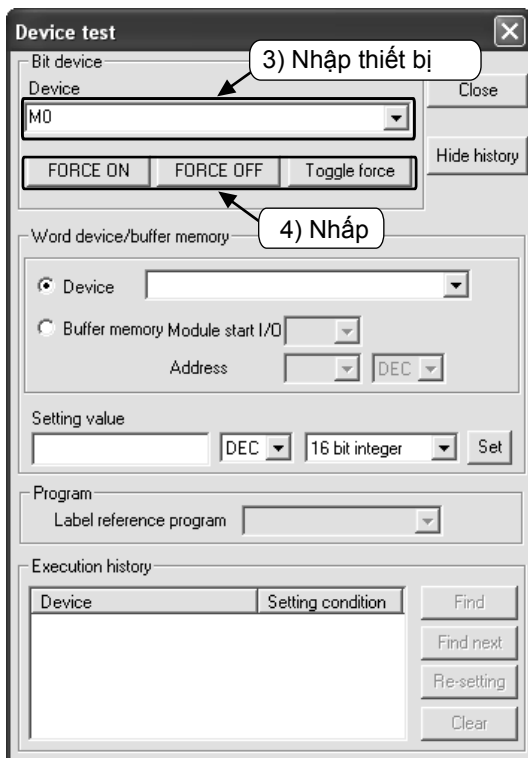 Device test
Bit device
3) Nhập thiết bị
Device
Close
M0
FORCE ON
FORCE OFF
Toggle force
Hide history
4) Nhấp
Word device/buffer memory
Device
Buffer memory Module start I/O
Address
DEC
Setting value
DEC
16 bit integer
Set
Program
Label reference program
Execution history
Device
Setting condition
Find
Find next
Re-setting
Clear